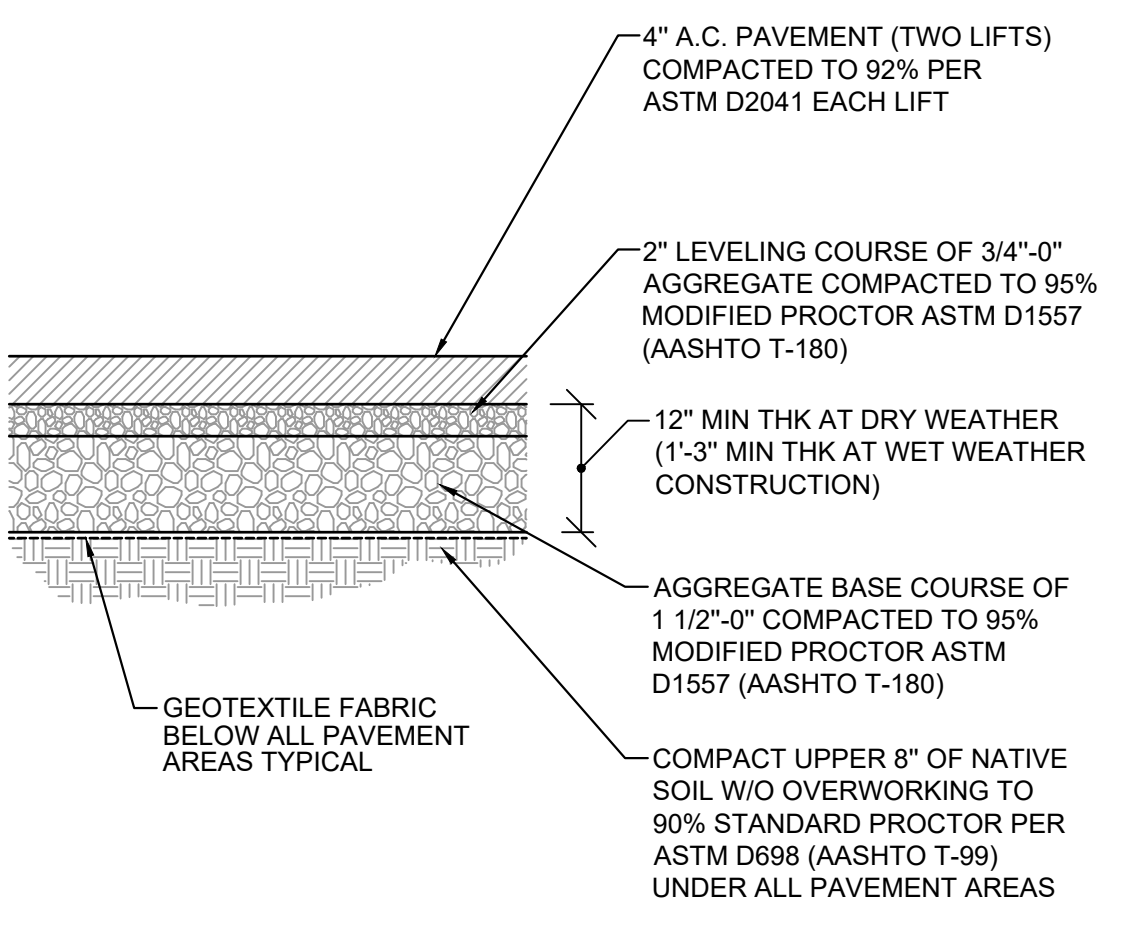 4" A.C. PAVEMENT (TWO LIFTS)
COMPACTED TO 92% PER
ASTM D2041 EACH LIFT
2" LEVELING COURSE OF 3/4"-0"
AGGREGATE COMPACTED TO 95%
MODIFIED PROCTOR ASTM D1557
(AASHTO T-180)
12" MIN THK AT DRY WEATHER
(1'-3" MIN THK AT WET WEATHER
CONSTRUCTION)
AGGREGATE BASE COURSE OF
1 1/2"-0" COMPACTED TO 95%
MODIFIED PROCTOR ASTM
D1557 (AASHTO T-180)
GEOTEXTILE FABRIC
BELOW ALL PAVEMENT
AREAS TYPICAL
COMPACT UPPER 8" OF NATIVE
SOIL W/O OVERWORKING TO
90% STANDARD PROCTOR PER
ASTM D698 (AASHTO T-99)
UNDER ALL PAVEMENT AREAS